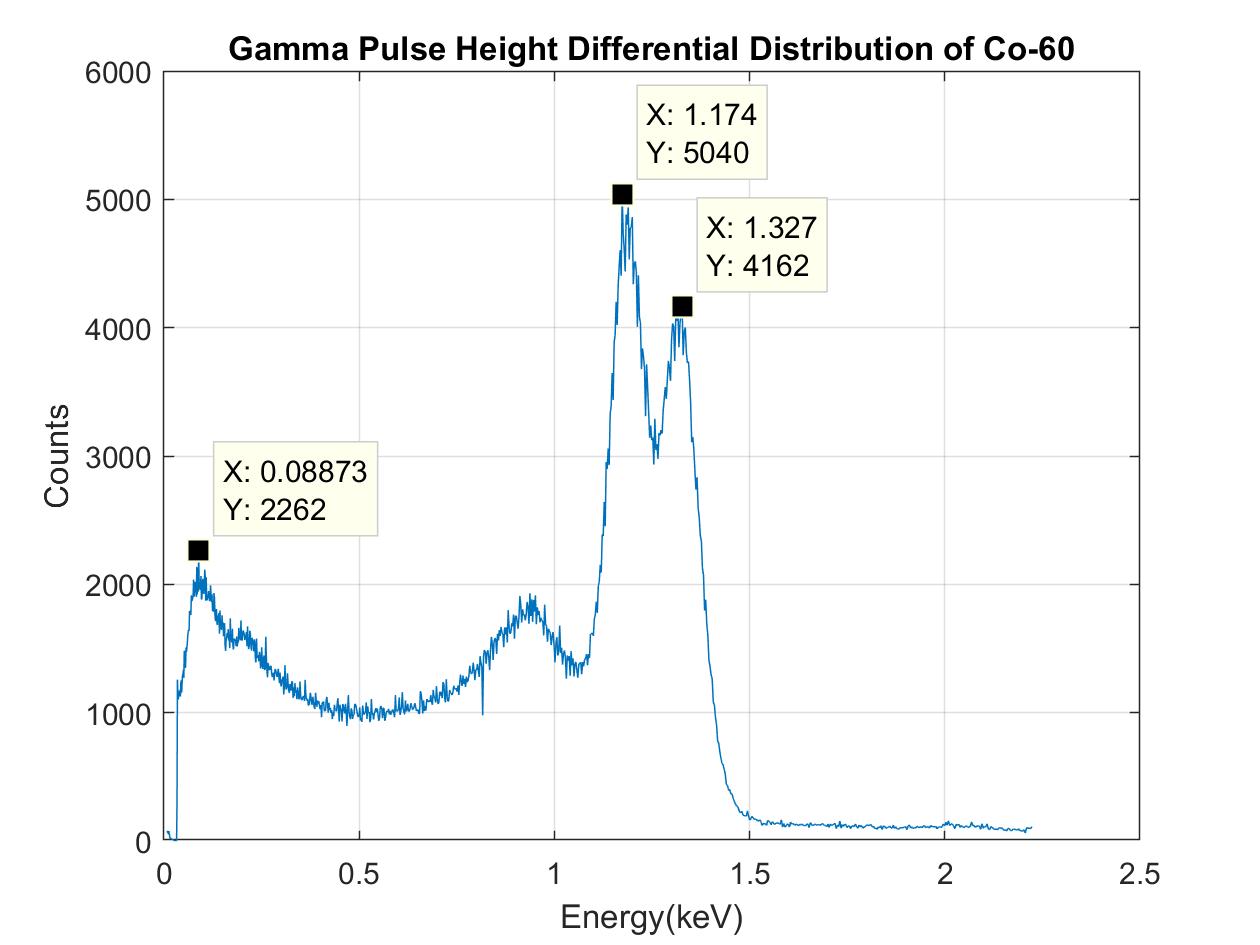 Gamma Pulse Height Differential Distribution of Co-60
6000
5000
4000
3000
2000
1000
0
Counts
X: 1.174
Y: 5040
X: 1.327
Y: 4162
X: 0.08873
Y: 2262
0 0.5 1 1.5 2 2.5
Energy(keV)